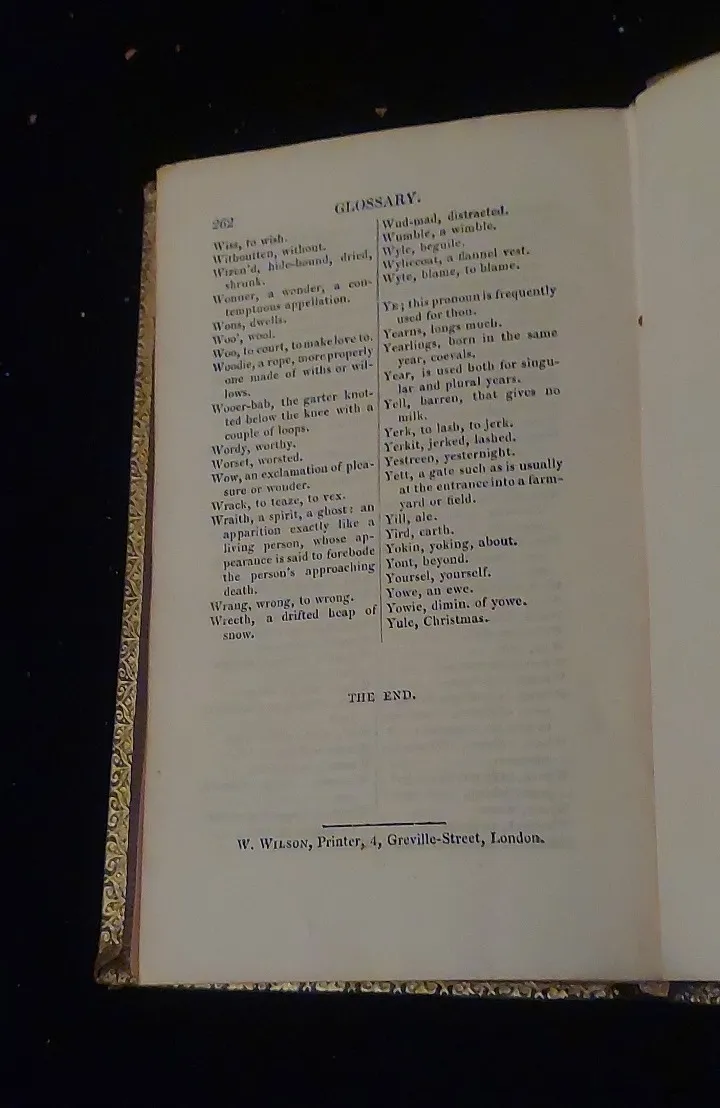 262
GLOSSARY.
Wiss, to wish.
Withoutten, without.
Wizen'd, hide-bound, dried,
shrunk.
Wonner, a wonder, a con-
temptuous appellation.
Wons, dwells.
Woo', wool.
Woo, to court, to make love to.
Woodie, a rope, more properly
one made of withs or wil-
lows.
Wooer-bab, the garter knot-
ted below the knee with a
couple of loops.
Wordy, worthy.
Worset, worsted.
Wow, an exclamation of plea-
sure or wonder.
Wrack, to teaze, to vex.
Wraith, a spirit, a ghost: an
apparition exactly like a
living person, whose ap-
pearance is said to forebode
the person's approaching
death.
Wrang, wrong, to wrong.
Wreeth, a drifted heap of
snow.
Wud-mad, distracted.
Wumble, a wimble.
Wyle, beguile.
Wyliecoat, a flannel vest.
Wyte, blame, to blame.
YE; this pronoun is frequently
used for thou.
Yearns, longs much.
Yearlings, born in the same
year, coevals.
Year, is used both for singu-
lar and plural years.
Yell, barren, that gives no
milk.
Yerk, to lash, to jerk.
Yerkit, jerked, lashed.
Yestreen, yesternight.
Yett, a gate such as is usually
at the entrance into a farm-
yard or field.
Yill, ale.
Yird, earth.
Yokin, yoking, about.
Yont, beyond.
Yoursel, yourself.
Yowe, an ewe.
Yowie, dimin. of yowe.
Yule, Christmas.
THE END.
W. WILSON, Printer, 4, Greville-Street, London.